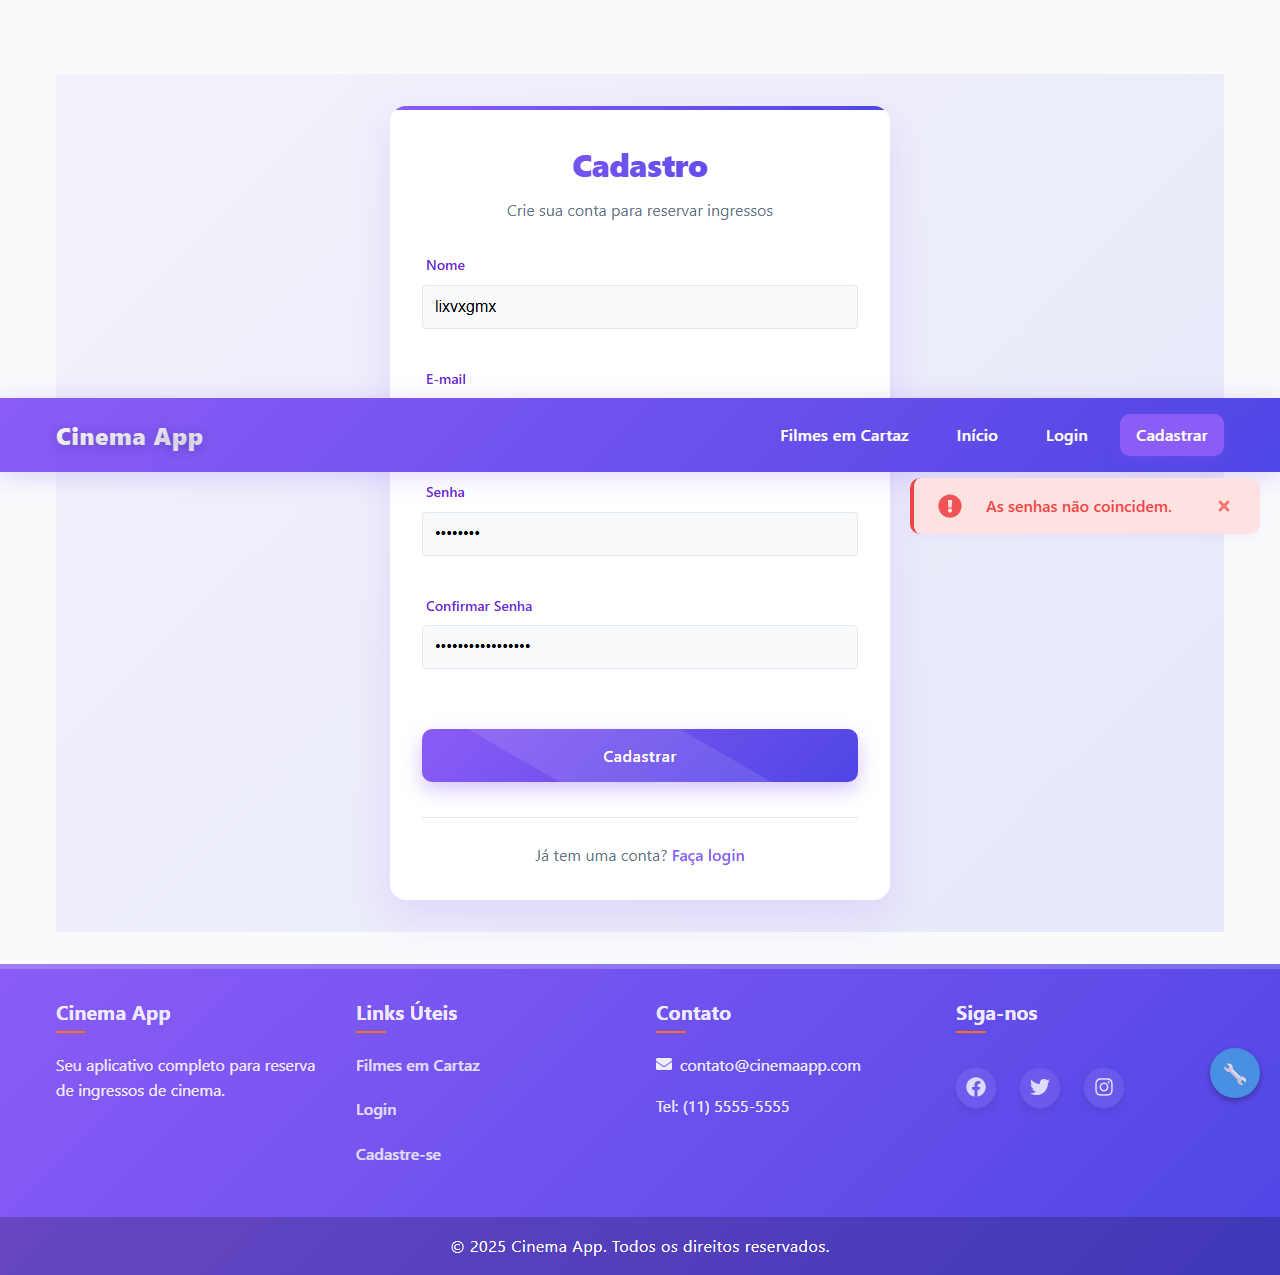 Cadastro
Crie sua conta para reservar ingressos
Nome
lixvxgmx
E-mail
Cinema App
Filmes em Cartaz
Início
Login
Cadastrar
Senha
••••••••
As senhas não coincidem.
Confirmar Senha
•••••••••••••••••
Cadastrar
Já tem uma conta? Faça login
Cinema App
Seu aplicativo completo para reserva
de ingressos de cinema.
Links Úteis
Filmes em Cartaz
Login
Cadastre-se
Contato
contato@cinemaapp.com
Tel: (11) 5555-5555
Siga-nos
© 2025 Cinema App. Todos os direitos reservados.